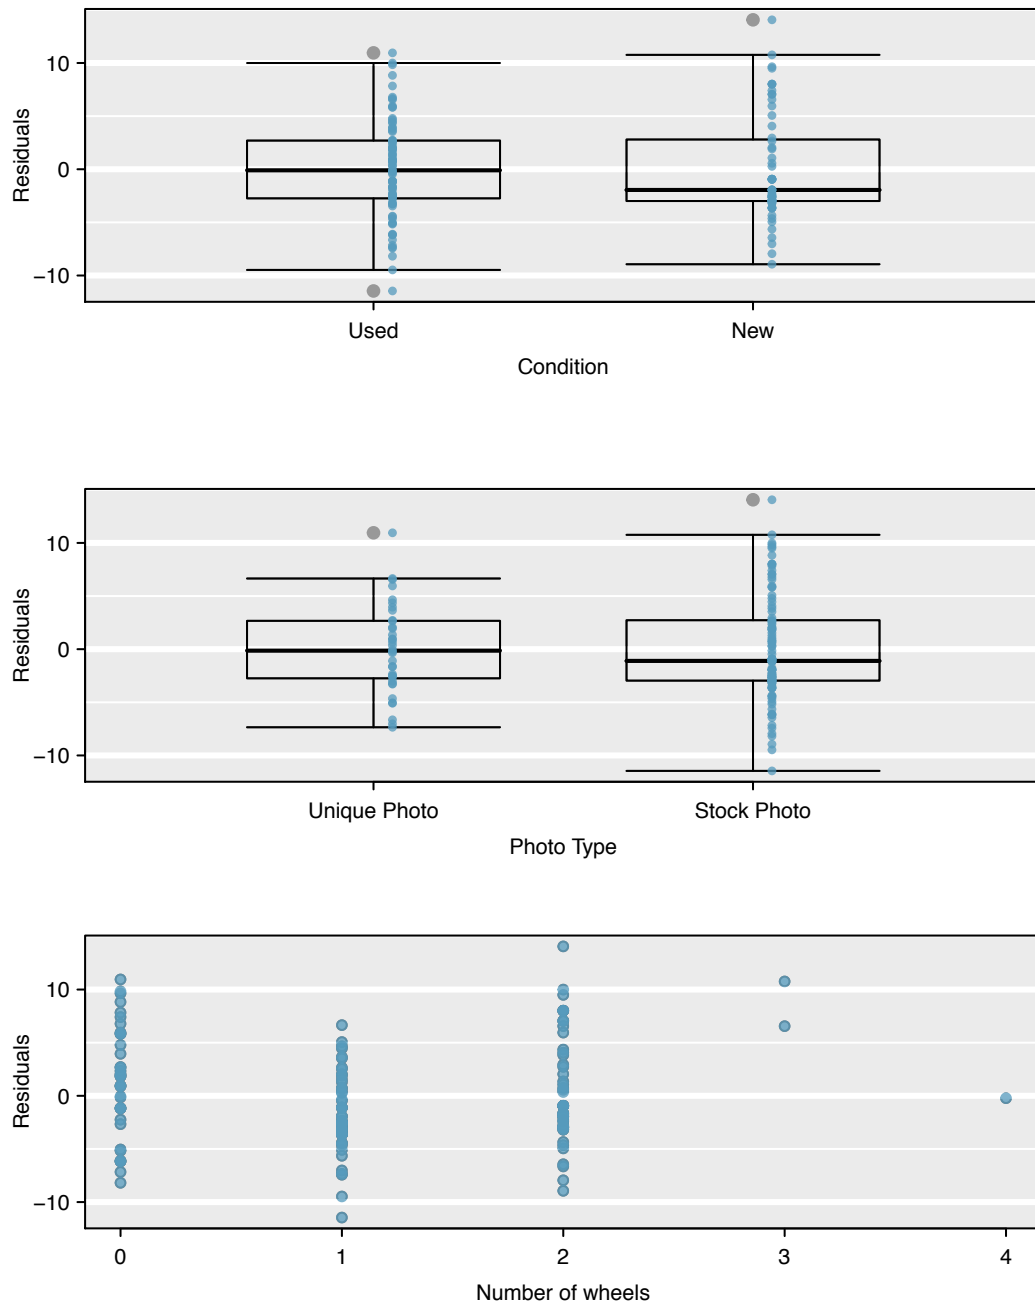 Residuals
10
0
−10
Used New
Condition
Residuals
10
0
−10
Unique Photo Stock Photo
Photo Type
Residuals
10
0
−10
0 1 2 3 4
Number of wheels